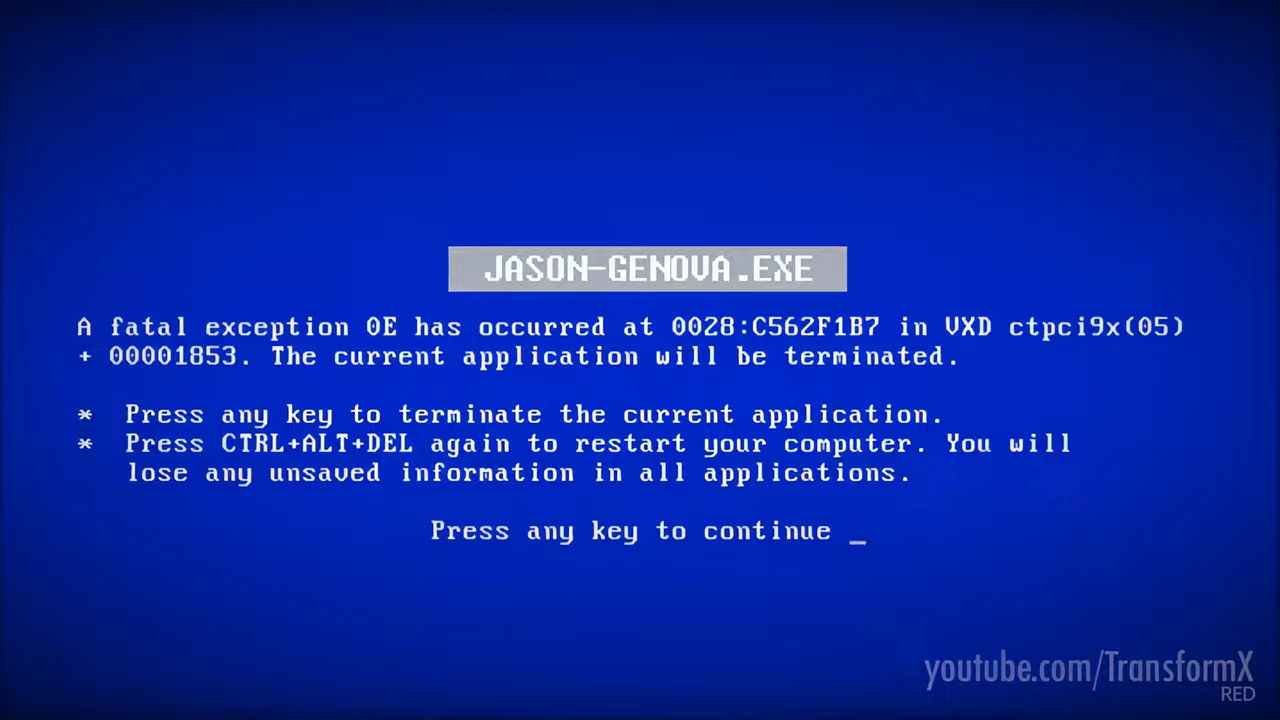 JASON-GENOVA.EXE
A fatal exception 0E has occurred at 0028:C562F1B7 in VXD ctpci9x(05)
+ 00001853. The current application will be terminated.
* Press any key to terminate the current application.
* Press CTRL+ALT+DEL again to restart your computer. You will
lose any unsaved information in all applications.
Press any key to continue _
youtube.com/TransformX
RED